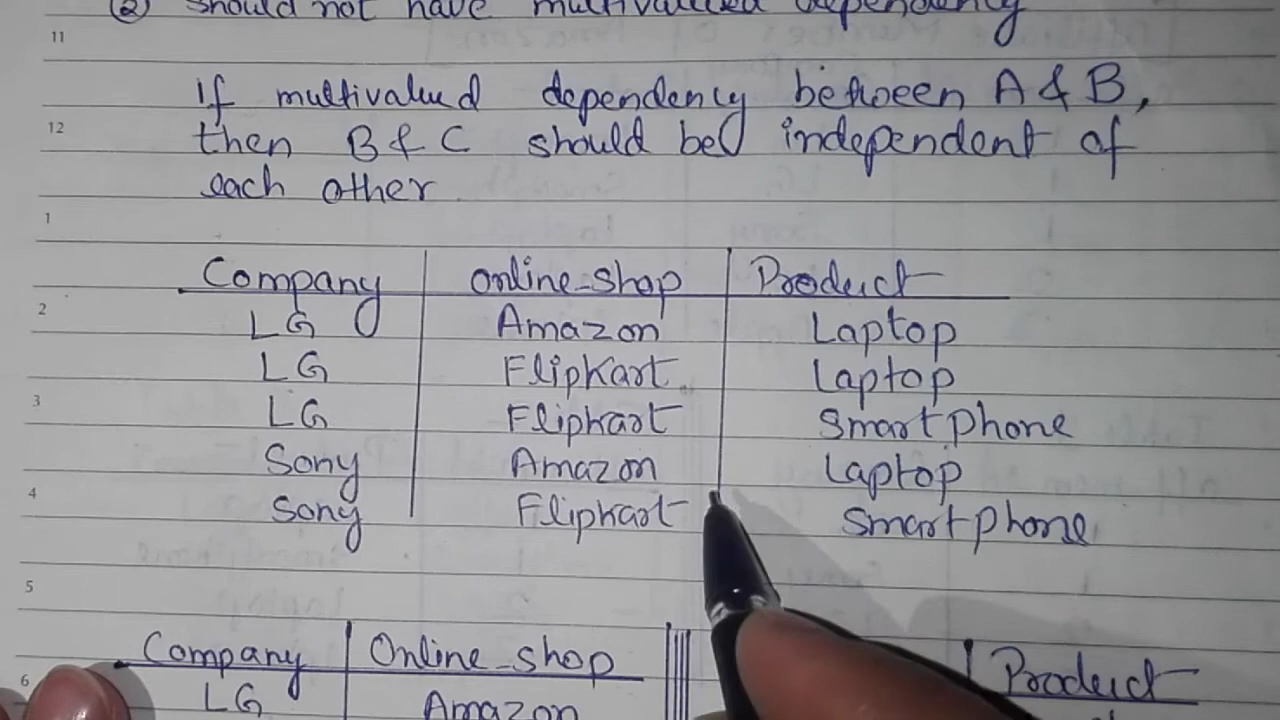 ② should not have multivalued dependency
11
If multivalued dependency between A & B,
12
then B & C should be independent of
each other
1
Company Online-shop Product
2
LG Amazon Laptop
LG Flipkart Laptop
3
LG Flipkart Smartphone
Sony Amazon Laptop
4
Sony Flipkart Smartphone
5
Company Online-shop Product
6
LG Amazon